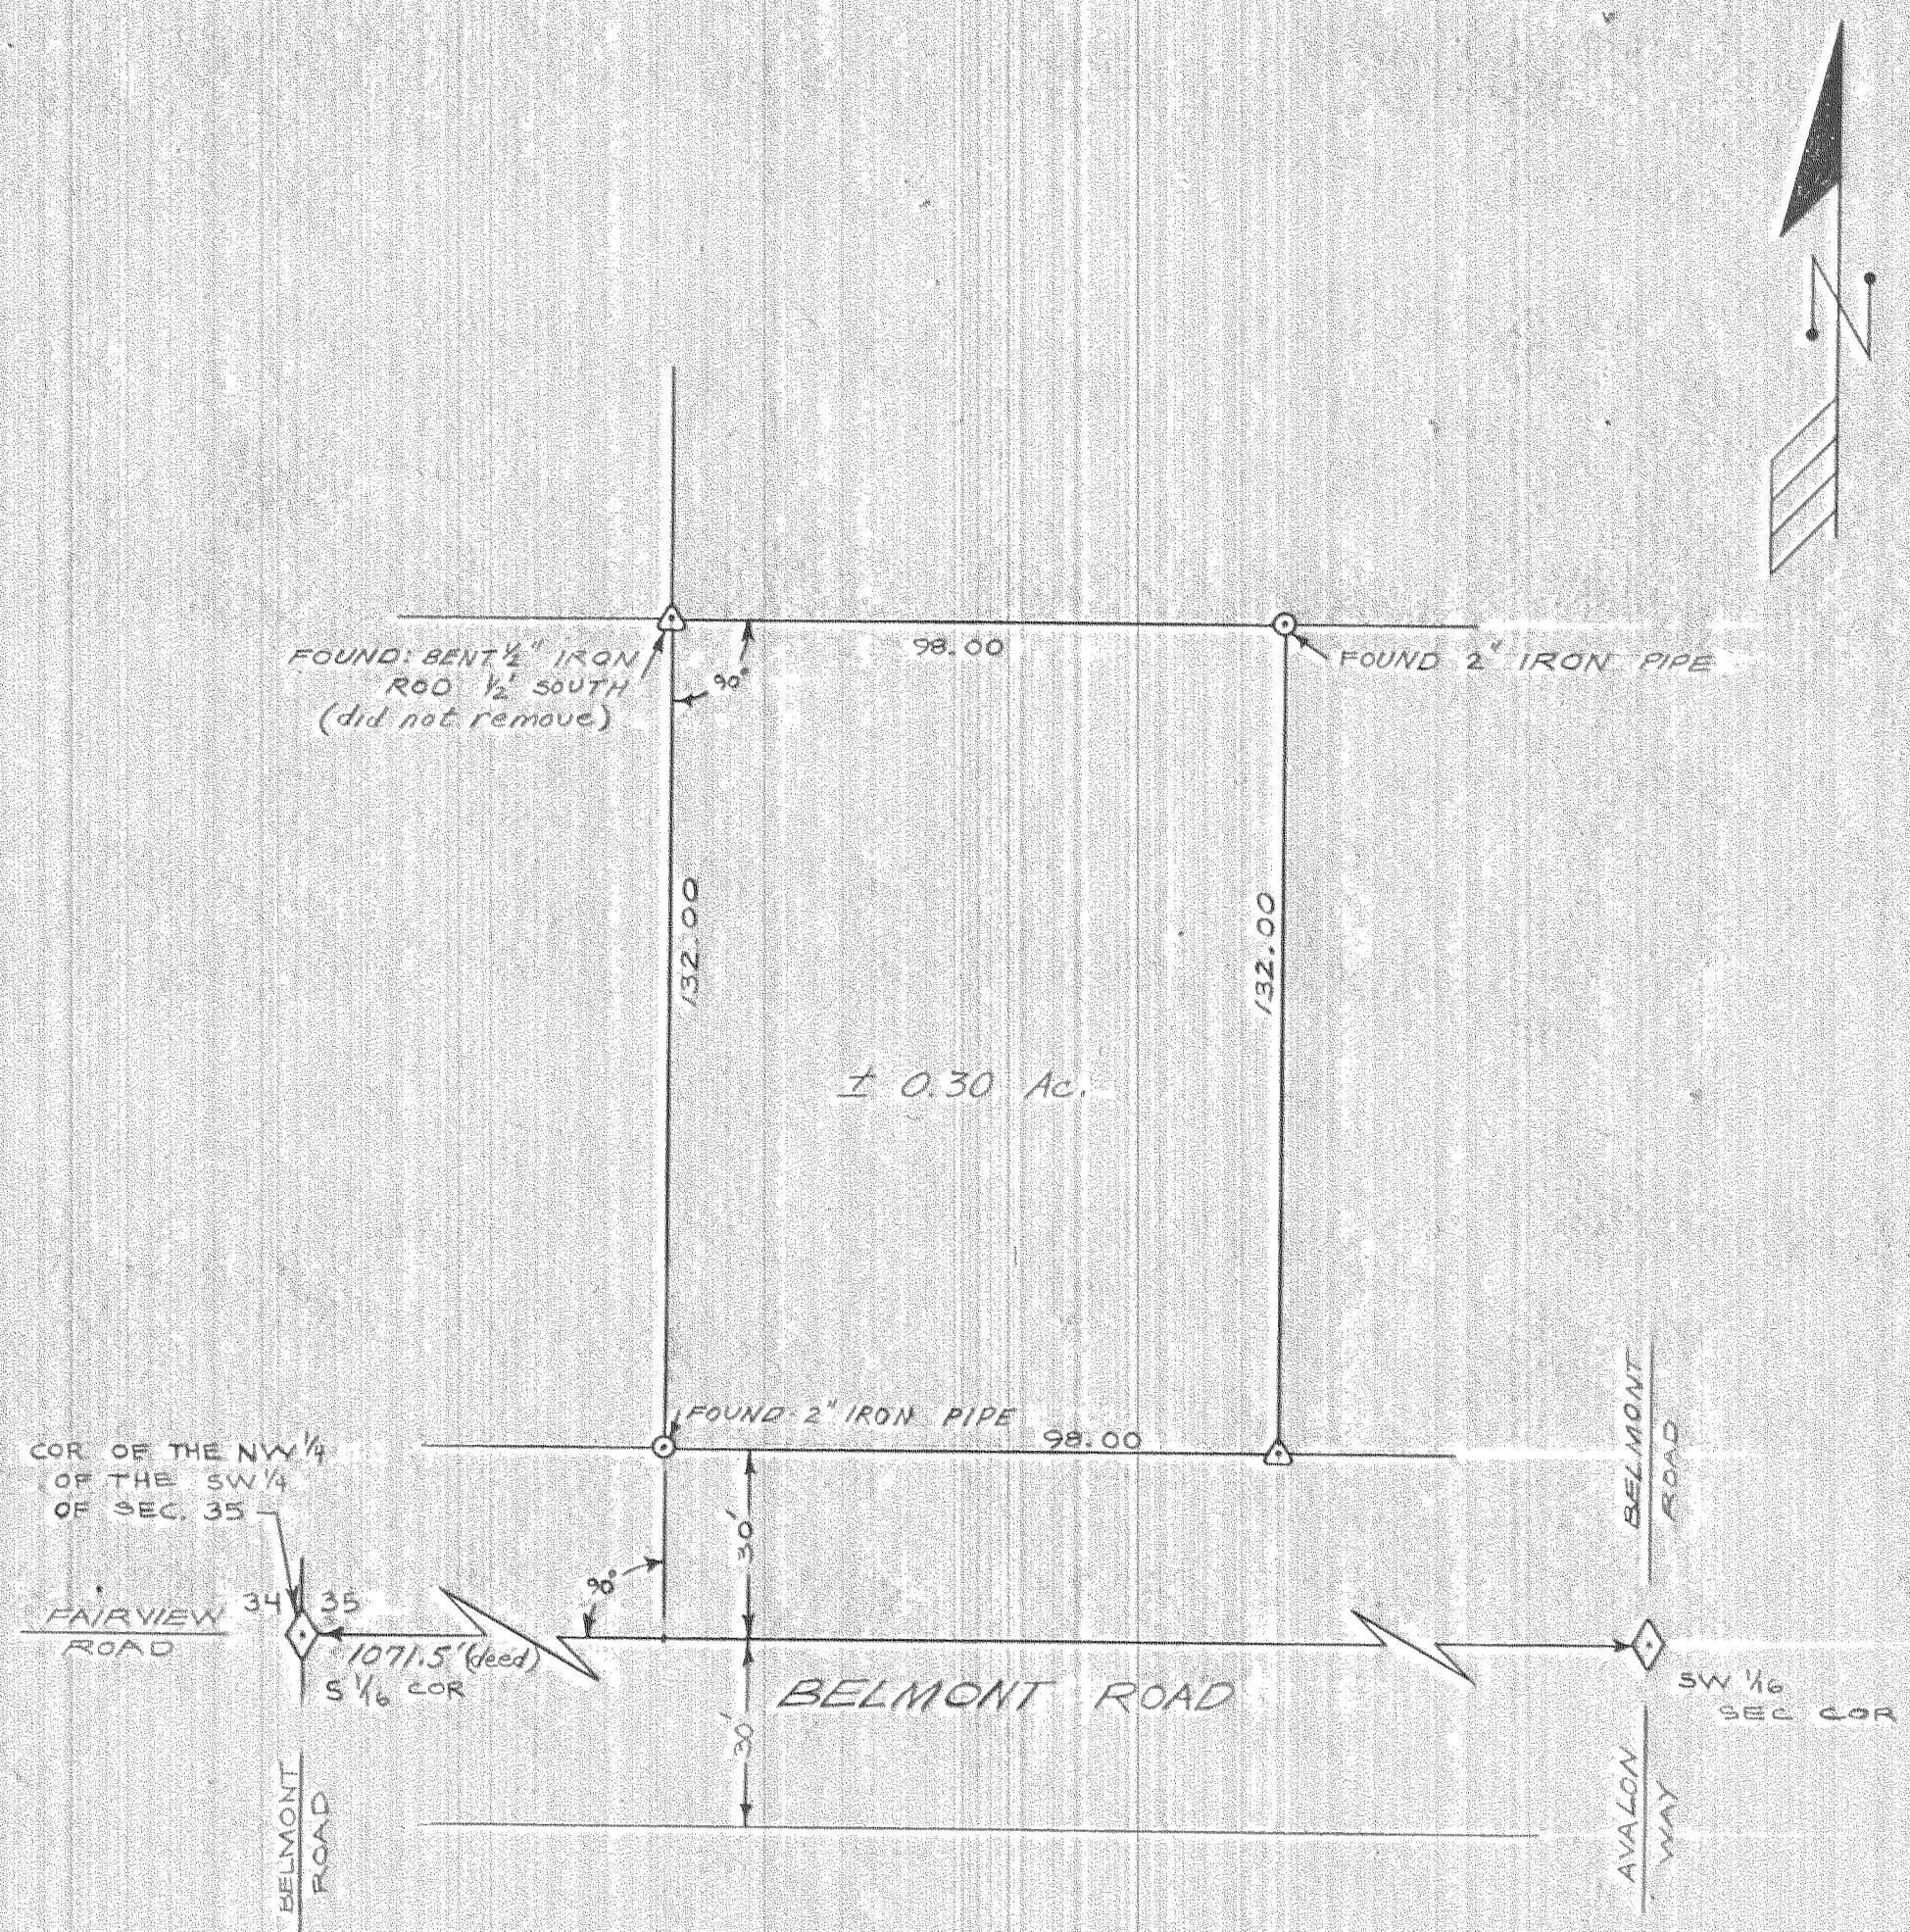 N
FOUND: BENT 1/2" IRON
ROD 1/2' SOUTH
(did not remove)
90°
98.00
FOUND 2" IRON PIPE
132.00
132.00
± 0.30 Ac.
FOUND 2" IRON PIPE
98.00
COR OF THE NW 1/4
OF THE SW 1/4
OF SEC. 35
30'
90°
34 35
FAIRVIEW
ROAD
1071.5' (deed)
S 1/16 COR
BELMONT ROAD
30'
BELMONT
ROAD
BELMONT
ROAD
SW 1/16
SEC COR
AVALON
WAY